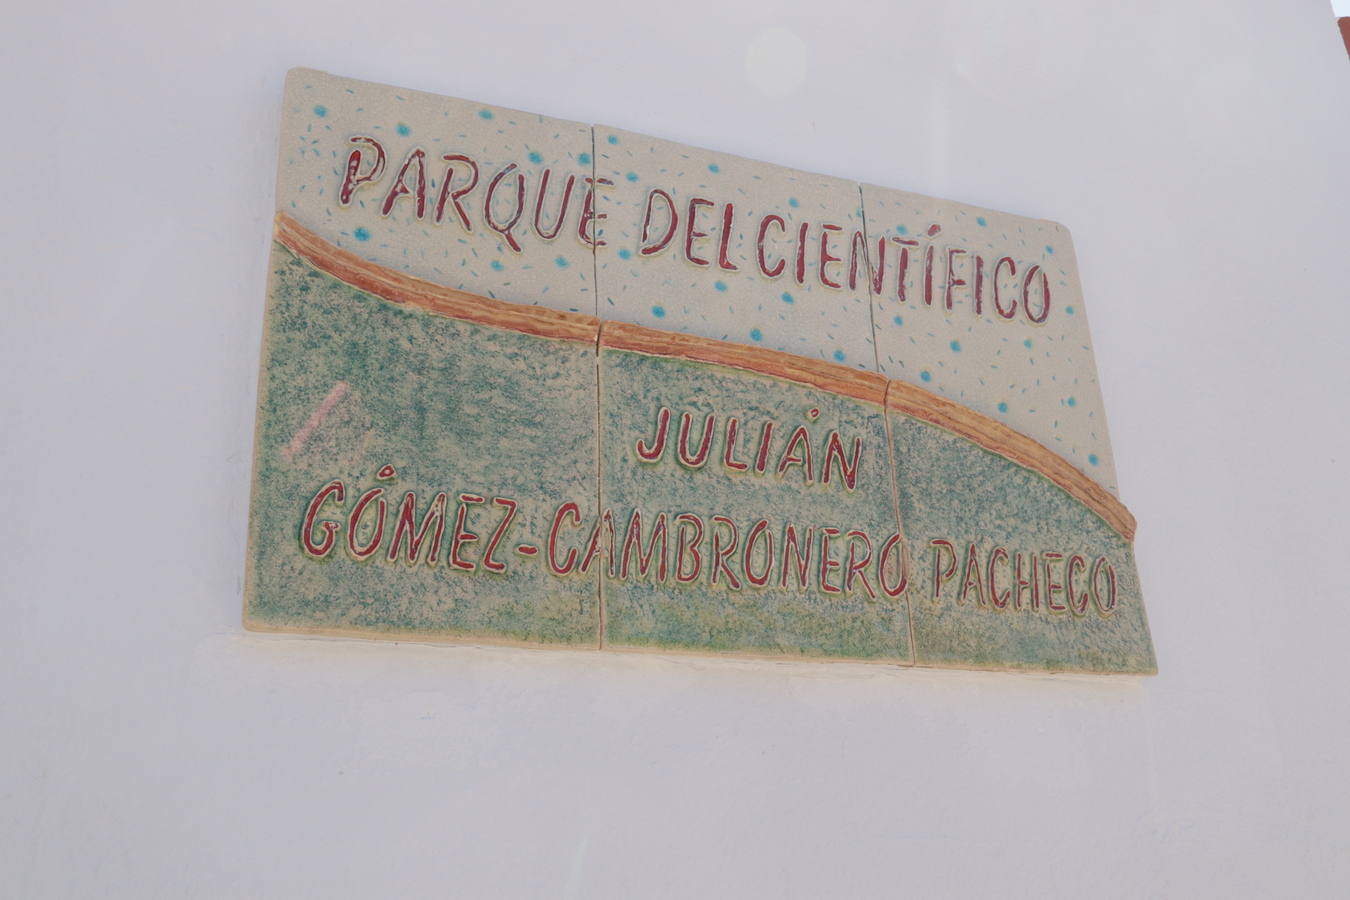 PARQUE DEL CIENTÍFICO
JULIÁN
GÓMEZ-CAMBRONERO PACHECO